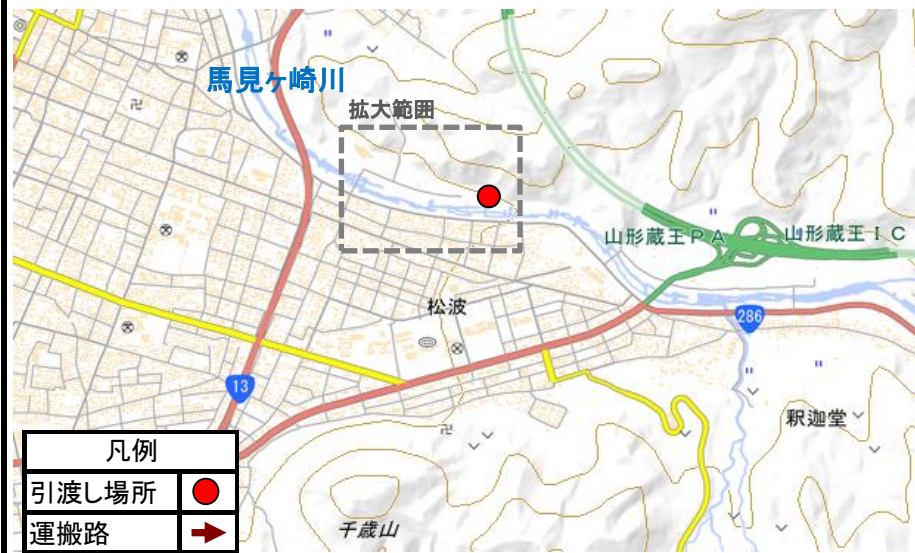 馬見ヶ崎川
拡大範囲
山形蔵王PA
山形蔵王IC
松波
286
13
釈迦堂
千歳山
凡例
引渡し場所
運搬路